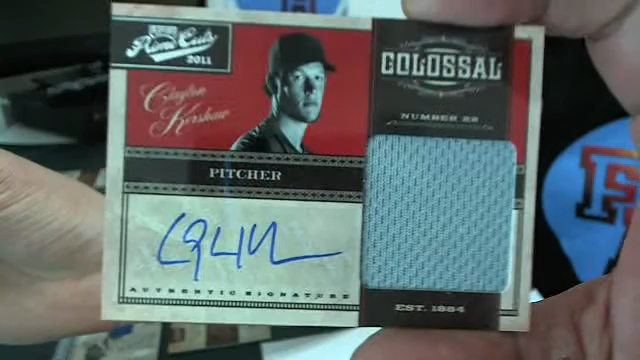 Prime Cuts
2011
COLOSSAL
Clayton
Kershaw
NUMBER 22
PITCHER
AUTHENTIC SIGNATURE
EST. 1884